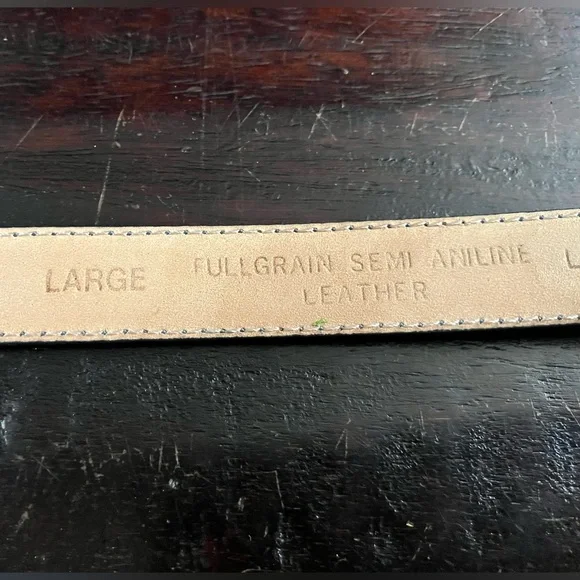 LARGE
FULLGRAIN SEMI ANILINE
LEATHER
L